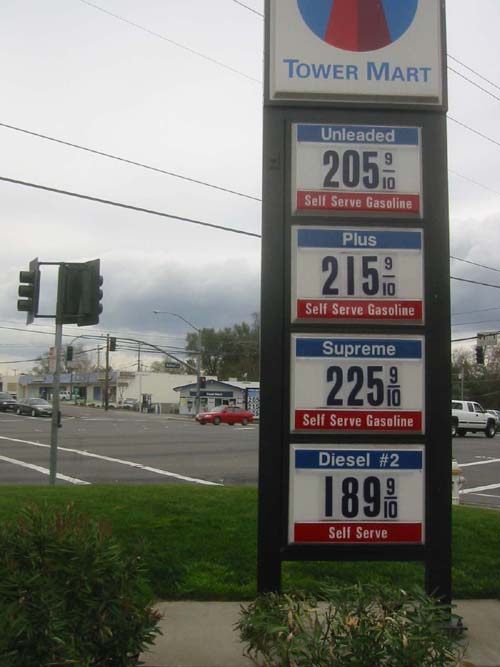 TOWER MART
Unleaded
205 9/10
Self Serve Gasoline
Plus
215 9/10
Self Serve Gasoline
Supreme
225 9/10
Self Serve Gasoline
Diesel #2
189 9/10
Self Serve